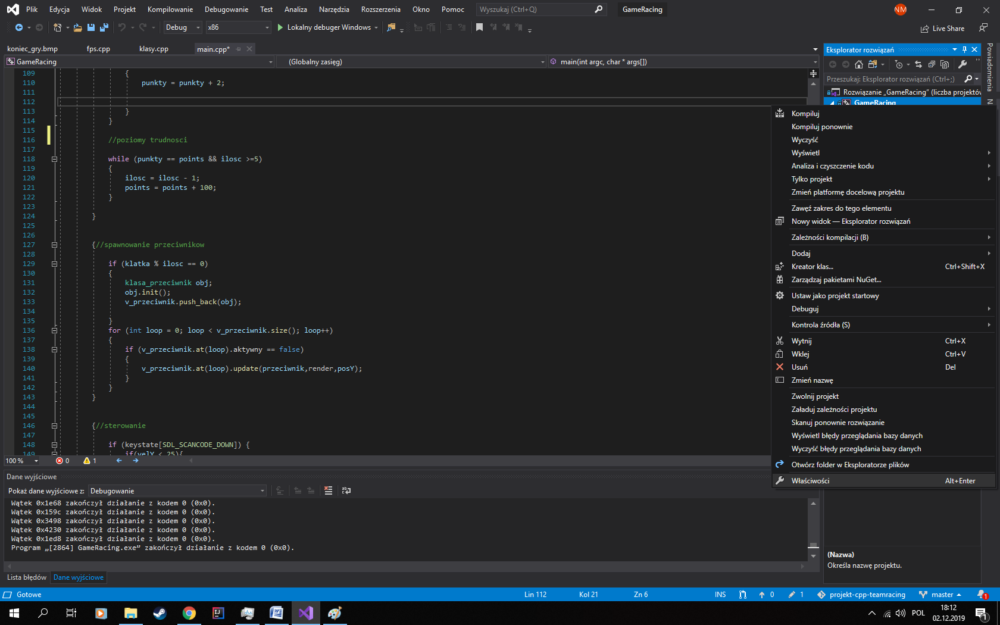 Plik Edycja Widok Projekt Kompilowanie Debugowanie Test Analiza Narzędzia Rozszerzenia Okno Pomoc Wyszukaj (Ctrl+Q) GameRacing NM
Debug x86 Lokalny debuger Windows Live Share
koniec_gry.bmp fps.cpp klasy.cpp main.cpp*
GameRacing (Globalny zasięg) main(int argc, char * args[])
109 {
110 punkty = punkty + 2;
111
112
113 }
114 }
115
116 //poziomy trudnosci
117
118 while (punkty == points && ilosc >=5)
119 {
120 ilosc = ilosc - 1;
121 points = points + 100;
122 }
123
124 }
125
126
127 {//spawnowanie przeciwnikow
128
129 if (klatka % ilosc == 0)
130 {
131 klasa_przeciwnik obj;
132 obj.init();
133 v_przeciwnik.push_back(obj);
134
135 }
136 for (int loop = 0; loop < v_przeciwnik.size(); loop++)
137 {
138 if (v_przeciwnik.at(loop).aktywny == false)
139 {
140 v_przeciwnik.at(loop).update(przeciwnik,render,posY);
141 }
142 }
143 }
144
145
146 {//sterowanie
147
148 if (keystate[SDL_SCANCODE_DOWN]) {
149 if(velY < 25){
100 % 0 1
Dane wyjściowe
Pokaż dane wyjściowe z: Debugowanie
Wątek 0x1e68 zakończył działanie z kodem 0 (0x0).
Wątek 0x159c zakończył działanie z kodem 0 (0x0).
Wątek 0x3498 zakończył działanie z kodem 0 (0x0).
Wątek 0x4230 zakończył działanie z kodem 0 (0x0).
Wątek 0x1ed8 zakończył działanie z kodem 0 (0x0).
Program „[2864] GameRacing.exe” zakończył działanie z kodem 0 (0x0).
Lista błędów Dane wyjściowe
Eksplorator rozwiązań
Przeszukaj: Eksplorator rozwiązań (Ctrl+;)
Rozwiązanie „GameRacing” (liczba projektów
GameRacing
Powiadomienia
N
Kompiluj
Kompiluj ponownie
Wyczyść
Wyświetl
Analiza i czyszczenie kodu
Tylko projekt
Zmień platformę docelową projektu
Zawęź zakres do tego elementu
Nowy widok — Eksplorator rozwiązań
Zależności kompilacji (B)
Dodaj
Kreator klas... Ctrl+Shift+X
Zarządzaj pakietami NuGet...
Ustaw jako projekt startowy
Debuguj
Kontrola źródła (S)
Wytnij Ctrl+X
Wklej Ctrl+V
Usuń Del
Zmień nazwę
Zwolnij projekt
Załaduj zależności projektu
Skanuj ponownie rozwiązanie
Wyświetl błędy przeglądania bazy danych
Wyczyść błędy przeglądania bazy danych
Otwórz folder w Eksploratorze plików
Właściwości Alt+Enter
(Nazwa)
Określa nazwę projektu.
Gotowe Lin 112 Kol 21 Zn 6 INS 0 1 projekt-cpp-teamracing master 1
POL 18:12
02.12.2019 1